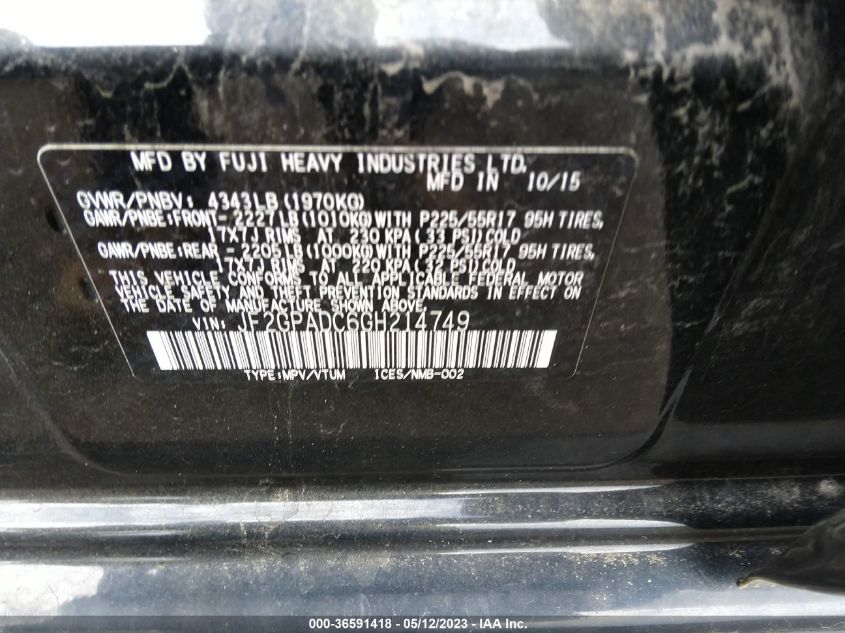 MFD BY FUJI HEAVY INDUSTRIES LTD.
MFD IN 10/15
GVWR/PNBV: 4343LB (1970KG)
GAWR/PNBE:FRONT- 2227LB (1010KG) WITH P225/55R17 95H TIRES,
17X7J RIMS AT 230 KPA (33 PSI) COLD
GAWR/PNBE:REAR - 2205LB (1000KG) WITH P225/55R17 95H TIRES,
17X7J RIMS AT 220 KPA (32 PSI) COLD
THIS VEHICLE CONFORMS TO ALL APPLICABLE FEDERAL MOTOR
VEHICLE SAFETY AND THEFT PREVENTION STANDARDS IN EFFECT ON
THE DATE OF MANUFACTURE SHOWN ABOVE.
VIN: JF2GPADC6GH214749
TYPE:MPV/VTUM ICES/NMB-002
000-36591418 - 05/12/2023 - IAA Inc.